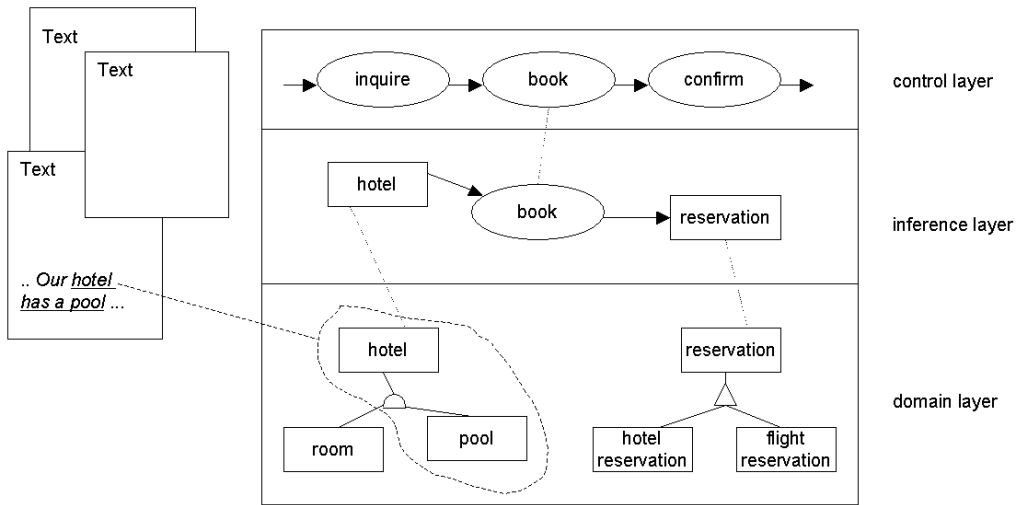 Text
Text
Text
.. Our hotel
has a pool ...
inquire
book
confirm
control layer
hotel
book
reservation
inference layer
hotel
room
pool
reservation
hotel
reservation
flight
reservation
domain layer